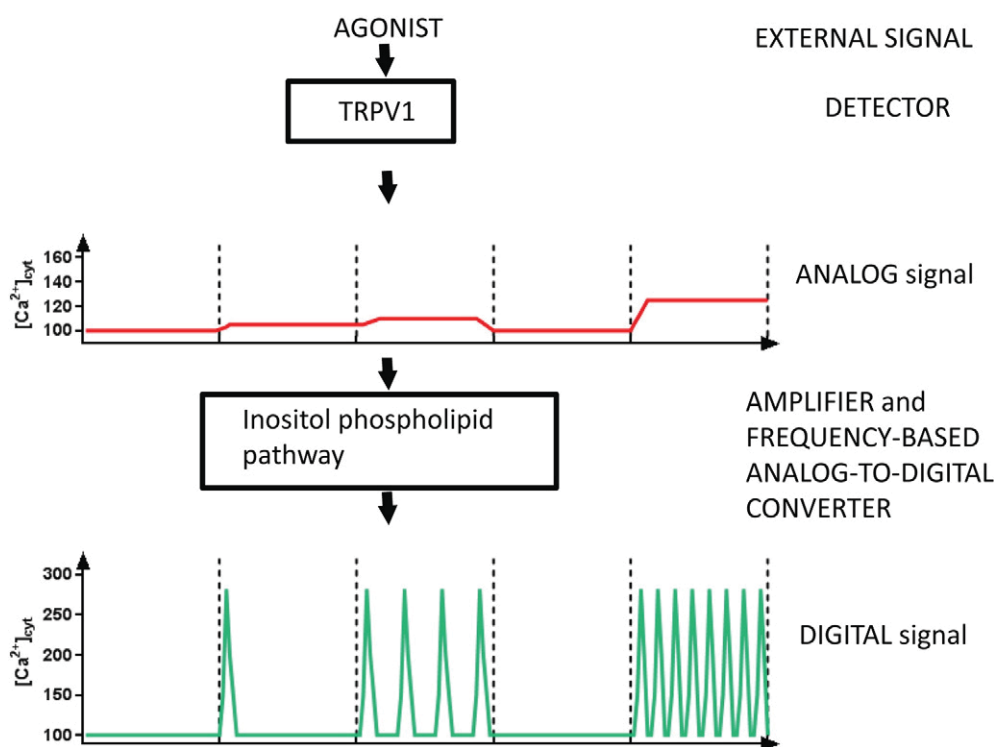 AGONIST
EXTERNAL SIGNAL
TRPV1
DETECTOR
[Ca²⁺]cyt
160
140
120
100
ANALOG signal
Inositol phospholipid
pathway
AMPLIFIER and
FREQUENCY-BASED
ANALOG-TO-DIGITAL
CONVERTER
[Ca²⁺]cyt
300
250
200
150
100
DIGITAL signal